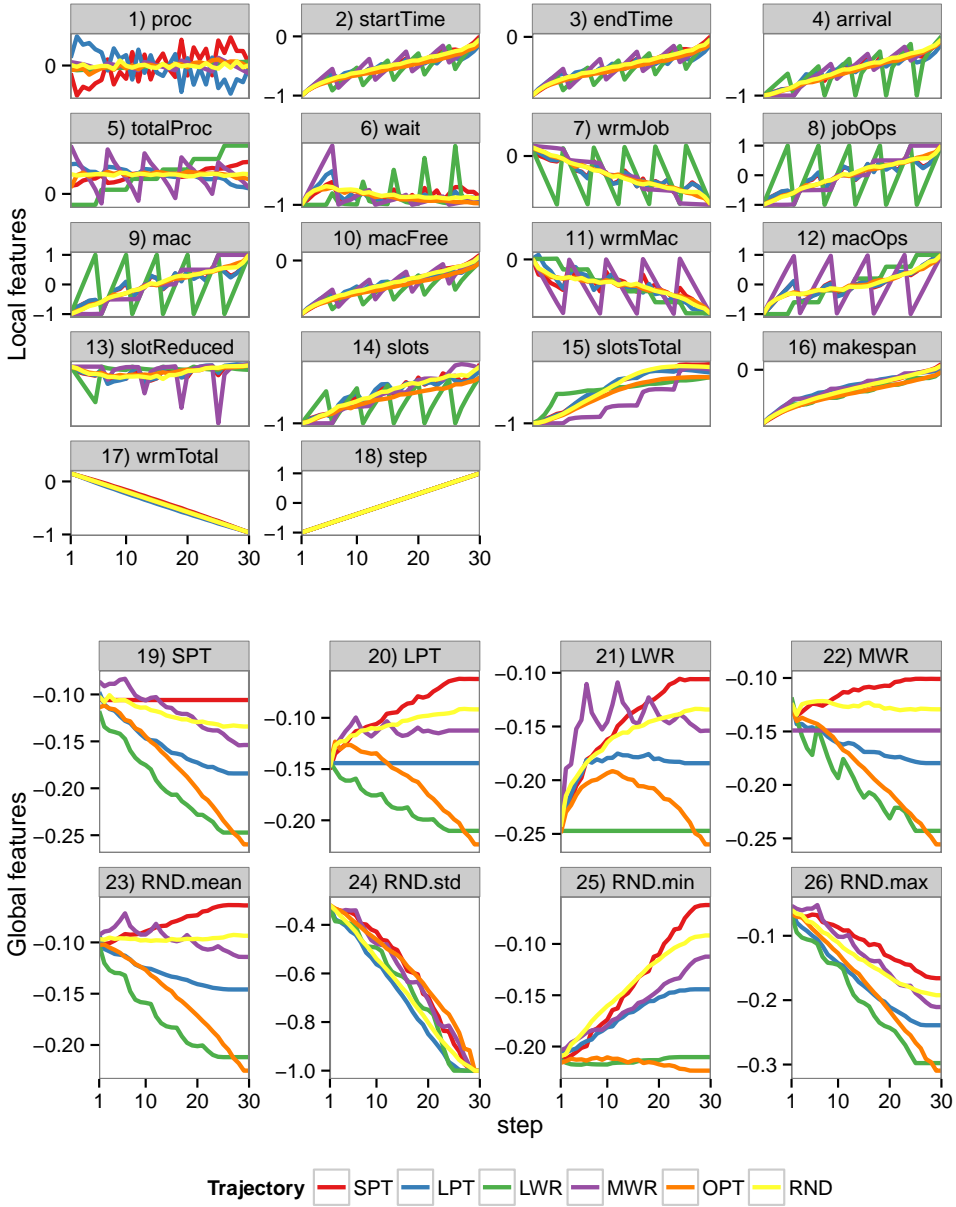 1) proc
2) startTime
3) endTime
4) arrival
0
0
−1
0
0
−1
5) totalProc
6) wait
7) wrmJob
8) jobOps
0
−1
0
1
0
−1
9) mac
10) macFree
11) wrmMac
12) macOps
1
0
−1
0
0
1
0
−1
13) slotReduced
14) slots
15) slotsTotal
16) makespan
−1
−1
0
17) wrmTotal
18) step
0
−1
1
0
−1
1 10 20 30
1 10 20 30
Local features
19) SPT
20) LPT
21) LWR
22) MWR
−0.10
−0.15
−0.20
−0.25
−0.10
−0.15
−0.20
−0.10
−0.15
−0.20
−0.25
−0.10
−0.15
−0.20
−0.25
23) RND.mean
24) RND.std
25) RND.min
26) RND.max
−0.10
−0.15
−0.20
−0.4
−0.6
−0.8
−1.0
−0.10
−0.15
−0.20
−0.1
−0.2
−0.3
1 10 20 30
1 10 20 30
1 10 20 30
1 10 20 30
Global features
step
Trajectory SPT LPT LWR MWR OPT RND